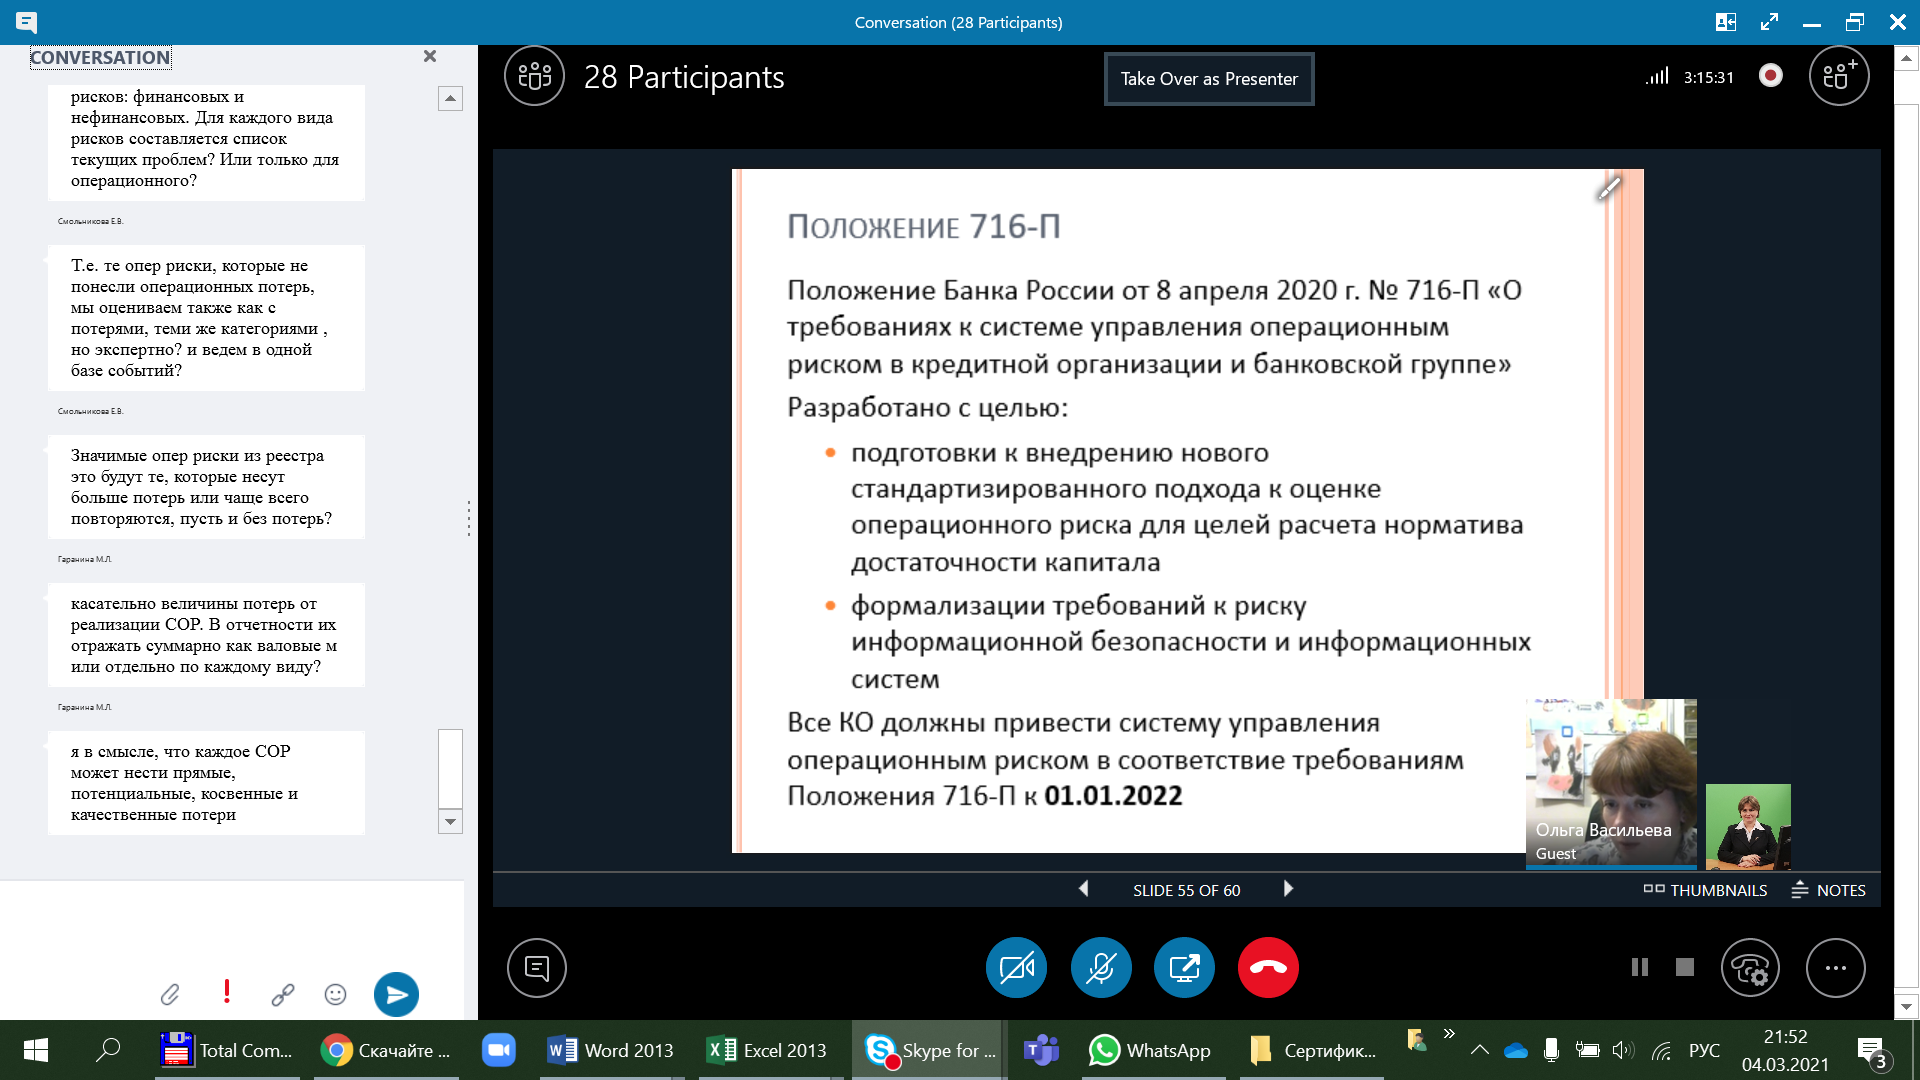 Conversation (28 Participants)
CONVERSATION
рисков: финансовых и
нефинансовых. Для каждого вида
рисков составляется список
текущих проблем? Или только для
операционного?
Смольникова Е.В.
Т.е. те опер риски, которые не
понесли операционных потерь,
мы оцениваем также как с
потерями, теми же категориями ,
но экспертно? и ведем в одной
базе событий?
Смольникова Е.В.
Значимые опер риски из реестра
это будут те, которые несут
больше потерь или чаще всего
повторяются, пусть и без потерь?
Гаранина М.Л.
касательно величины потерь от
реализации СОР. В отчетности их
отражать суммарно как валовые м
или отдельно по каждому виду?
Гаранина М.Л.
я в смысле, что каждое СОР
может нести прямые,
потенциальные, косвенные и
качественные потери
28 Participants
Take Over as Presenter
3:15:31
ПОЛОЖЕНИЕ 716-П
Положение Банка России от 8 апреля 2020 г. № 716-П «О
требованиях к системе управления операционным
риском в кредитной организации и банковской группе»
Разработано с целью:
• подготовки к внедрению нового
стандартизированного подхода к оценке
операционного риска для целей расчета норматива
достаточности капитала
• формализации требований к риску
информационной безопасности и информационных
систем
Все КО должны привести систему управления
операционным риском в соответствие требованиям
Положения 716-П к 01.01.2022
Ольга Васильева
Guest
SLIDE 55 OF 60
THUMBNAILS
NOTES
Total Com...
Скачайте ...
Word 2013
Excel 2013
Skype for ...
WhatsApp
Сертифик...
РУС
21:52
04.03.2021
3